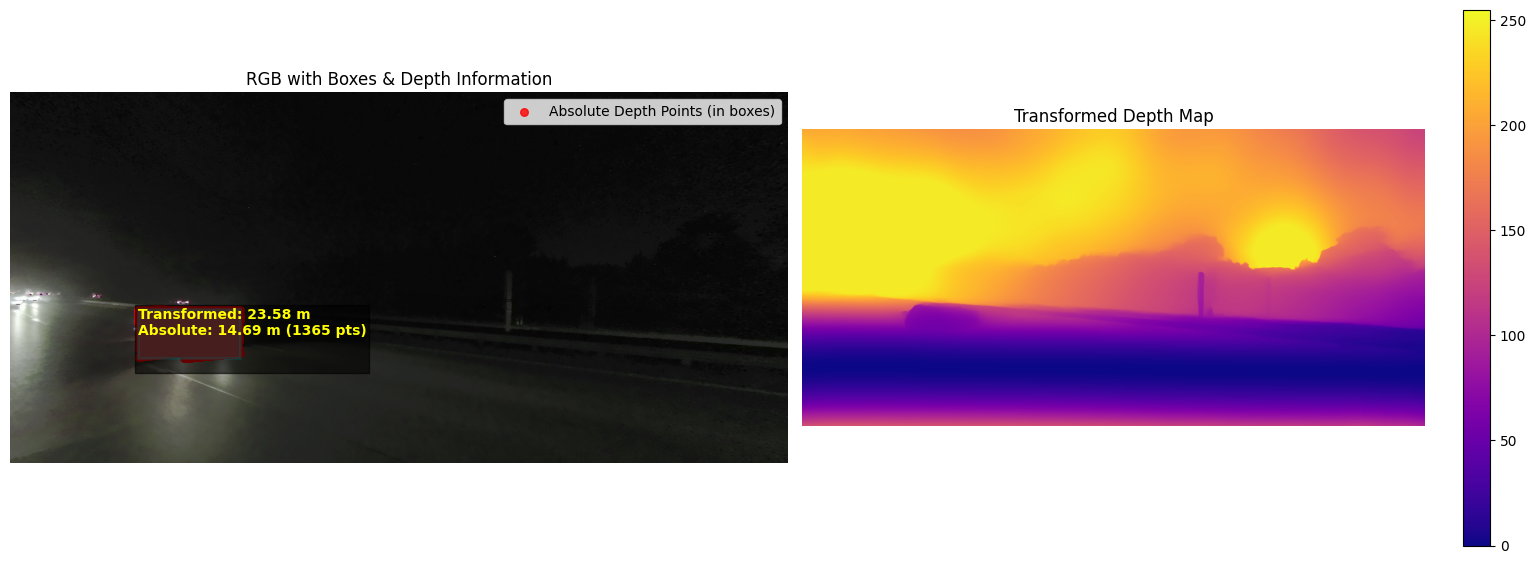 RGB with Boxes & Depth Information
Absolute Depth Points (in boxes)
Transformed: 23.58 m
Absolute: 14.69 m (1365 pts)
Transformed Depth Map
250
200
150
100
50
0